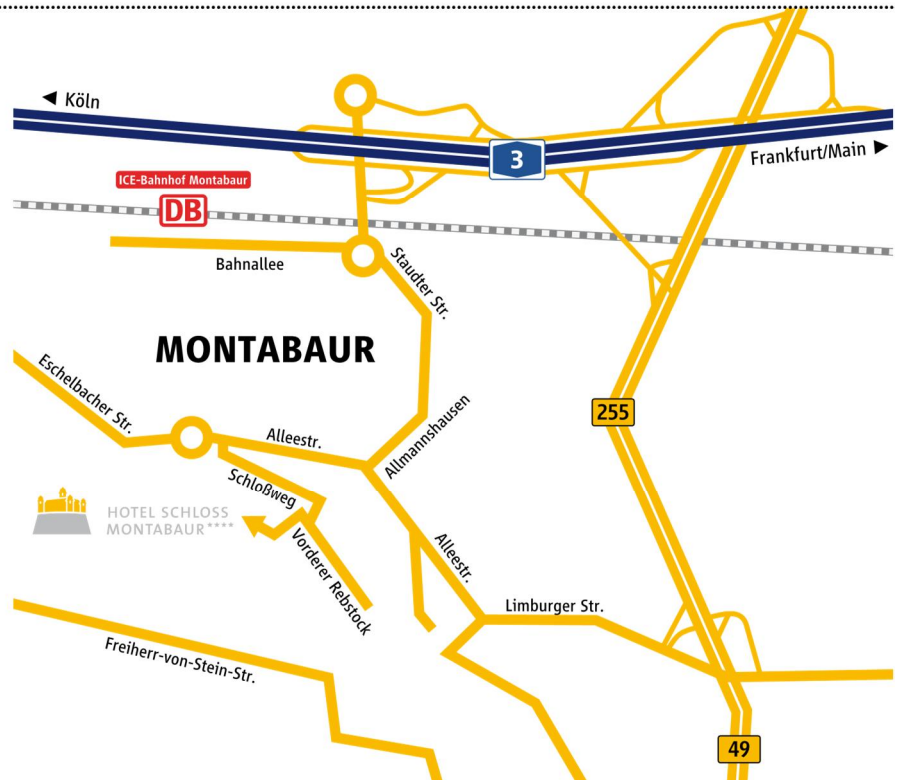 ◄ Köln
3
Frankfurt/Main ►
ICE-Bahnhof Montabaur
DB
Bahnallee
Staudter Str.
MONTABAUR
Eschelbacher Str.
Alleestr.
Allmannshausen
255
Schloßweg
HOTEL SCHLOSS
MONTABAUR****
Vorderer Rebstock
Alleestr.
Limburger Str.
Freiherr-von-Stein-Str.
49